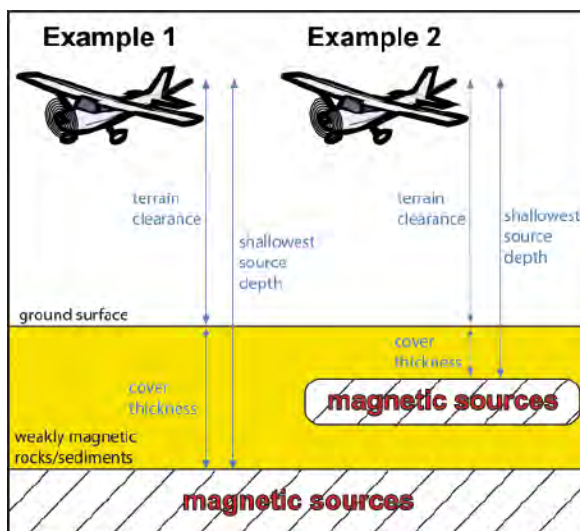 Example 1
Example 2
terrain
clearance
shallowest
source
depth
terrain
clearance
shallowest
source
depth
ground surface
cover
thickness
cover
thickness
magnetic sources
weakly magnetic
rocks/sediments
magnetic sources